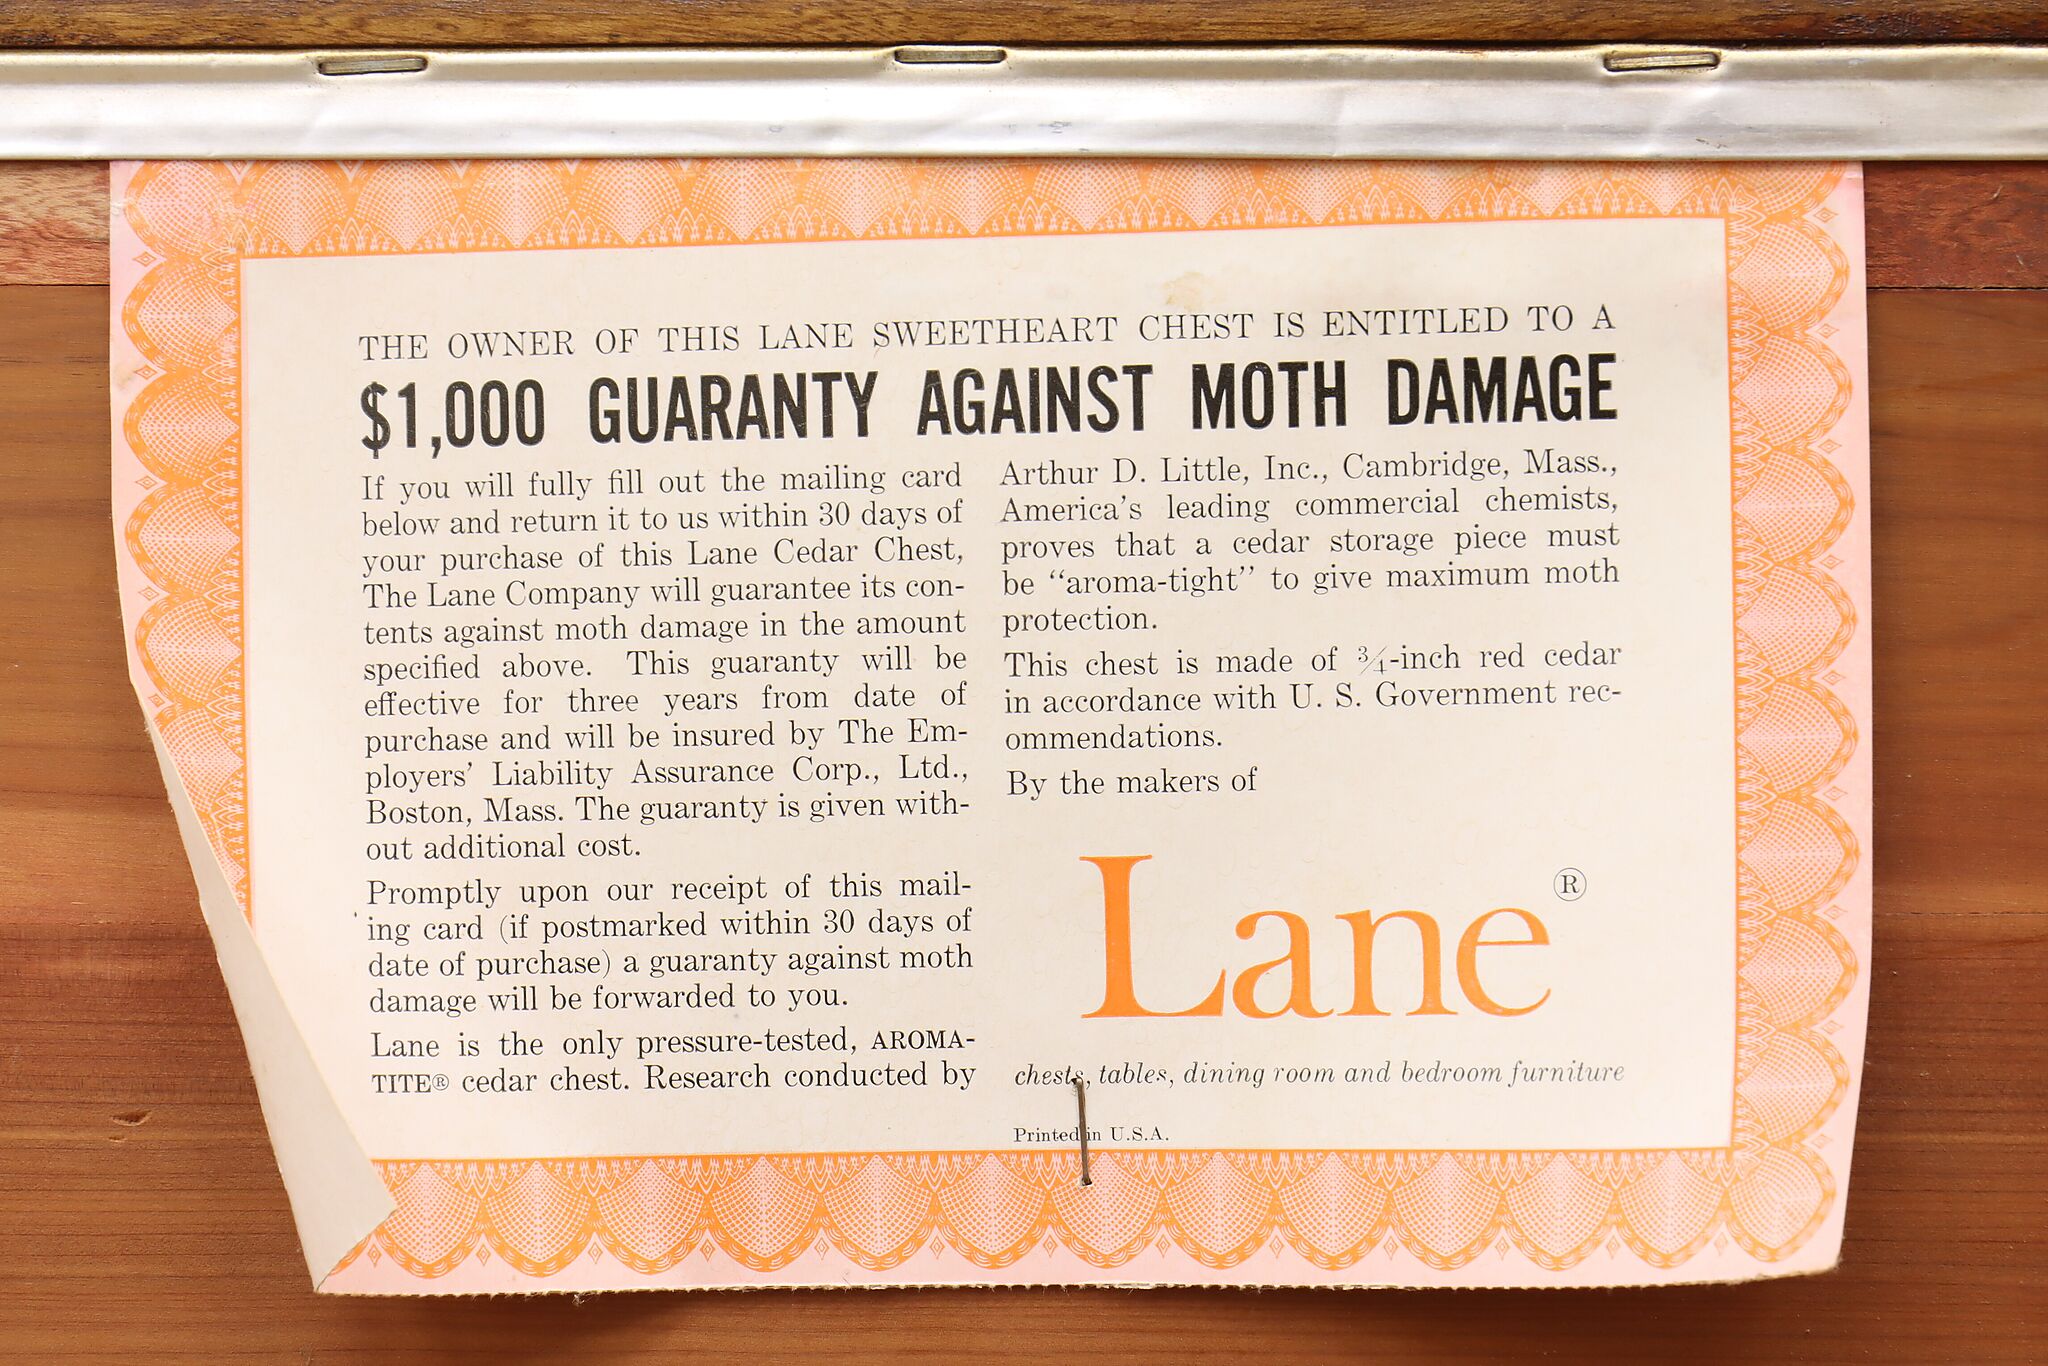 THE OWNER OF THIS LANE SWEETHEART CHEST IS ENTITLED TO A
$1,000 GUARANTY AGAINST MOTH DAMAGE
If you will fully fill out the mailing card
below and return it to us within 30 days of
your purchase of this Lane Cedar Chest,
The Lane Company will guarantee its con-
tents against moth damage in the amount
specified above. This guaranty will be
effective for three years from date of
purchase and will be insured by The Em-
ployers' Liability Assurance Corp., Ltd.,
Boston, Mass. The guaranty is given with-
out additional cost.
Promptly upon our receipt of this mail-
ing card (if postmarked within 30 days of
date of purchase) a guaranty against moth
damage will be forwarded to you.
Lane is the only pressure-tested, AROMA-
TITE® cedar chest. Research conducted by
Arthur D. Little, Inc., Cambridge, Mass.,
America's leading commercial chemists,
proves that a cedar storage piece must
be "aroma-tight" to give maximum moth
protection.
This chest is made of ¾-inch red cedar
in accordance with U. S. Government rec-
ommendations.
By the makers of
Lane®
chests, tables, dining room and bedroom furniture
Printed in U.S.A.